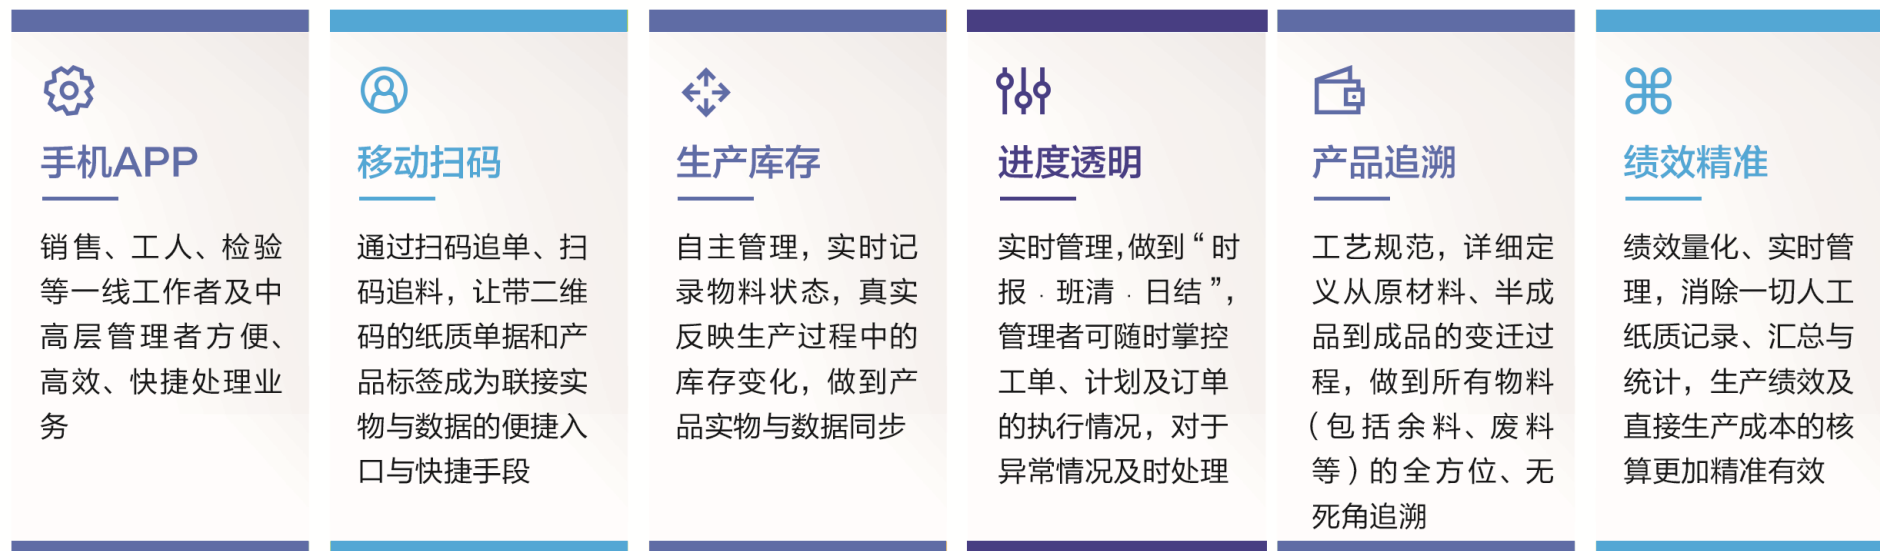 手机APP
销售、工人、检验
等一线工作者及中
高层管理者方便、
高效、快捷处理业
务
移动扫码
通过扫码追单、扫
码追料，让带二维
码的纸质单据和产
品标签成为联接实
物与数据的便捷入
口与快捷手段
生产库存
自主管理，实时记
录物料状态，真实
反映生产过程中的
库存变化，做到产
品实物与数据同步
进度透明
实时管理，做到“时
报．班清．日结”，
管理者可随时掌控
工单、计划及订单
的执行情况，对于
异常情况及时处理
产品追溯
工艺规范，详细定
义从原材料、半成
品到成品的变迁过
程，做到所有物料
（包括余料、废料
等）的全方位、无
死角追溯
绩效精准
绩效量化、实时管
理，消除一切人工
纸质记录、汇总与
统计，生产绩效及
直接生产成本的核
算更加精准有效